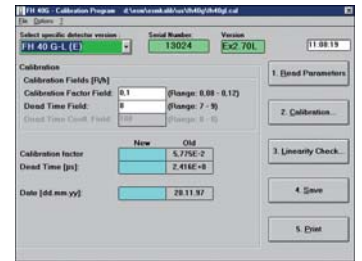 FH 40G - Calibration Program
File Options ?
Select specific detector version : Serial Number: Version
FH 40 G-L (E) 13024 Ex2.70L 11:08:19
Calibration
Calibration Fields [R/h]
Calibration Factor Field: 0,1 (Range: 0,08 - 0,12)
Dead Time Field: 8 (Range: 7 - 9)
Dead Time Coeff. Field: 100
New Old
Calibration factor 5,775E-2
Dead Time [µs]: 2,416E+0
Date [dd.mm.yy]: 20.11.97
1. Read Parameters
2. Calibration...
3. Linearity Check...
4. Save
5. Print